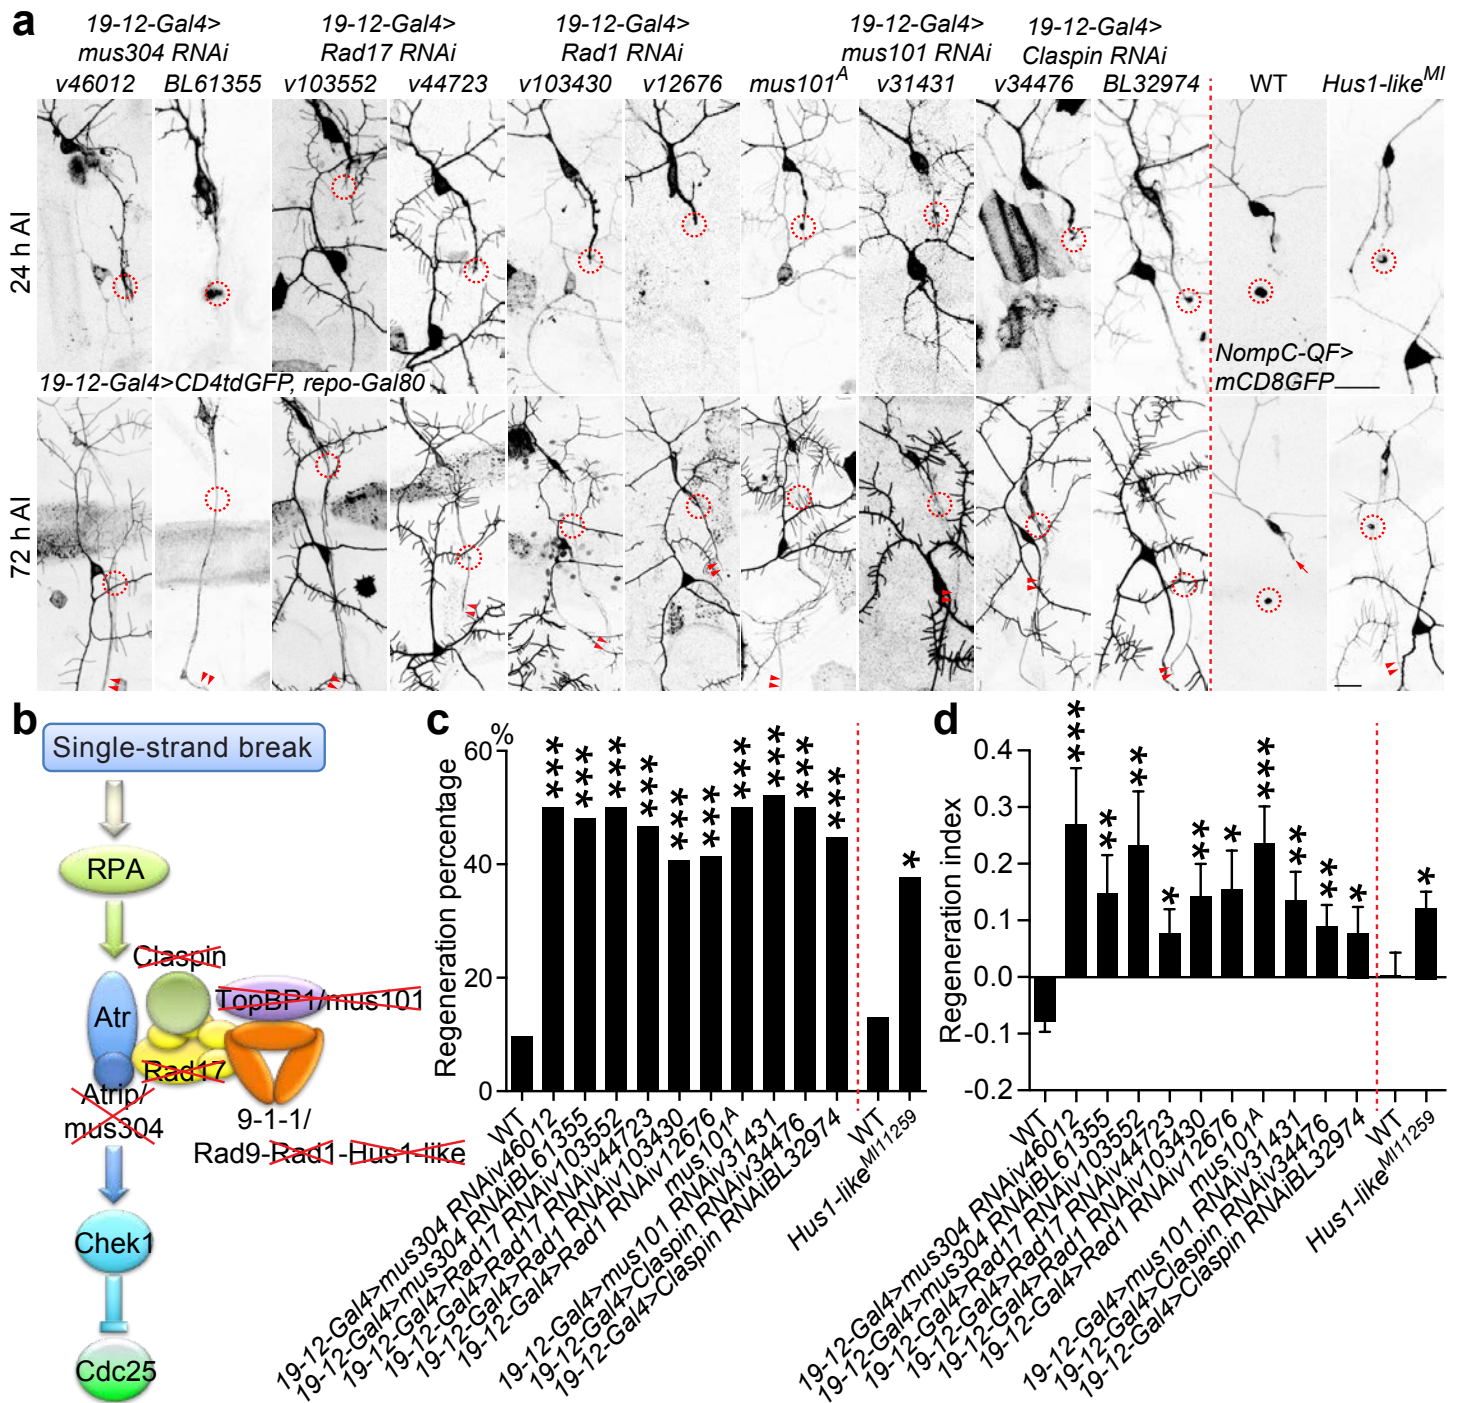 a
19-12-Gal4>
mus304 RNAi
v46012 BL61355
19-12-Gal4>
Rad17 RNAi
v103552 v44723
19-12-Gal4>
Rad1 RNAi
v103430 v12676
mus101A
19-12-Gal4>
mus101 RNAi
v31431
19-12-Gal4>
Claspin RNAi
v34476 BL32974
WT
Hus1-likeMI
24 h AI
19-12-Gal4>CD4tdGFP, repo-Gal80
NompC-QF>
mCD8GFP
72 h AI
b
Single-strand break
RPA
Claspin
Atr
TopBP1/mus101
Rad17
Atrip/
mus304
9-1-1/
Rad9-Rad1-Hus1-like
Chek1
Cdc25
c
%
Regeneration percentage
60
40
20
0
***
***
***
***
***
***
***
***
***
***
*
WT
19-12-Gal4>mus304 RNAiv46012
19-12-Gal4>mus304 RNAiBL61355
19-12-Gal4>Rad17 RNAiv103552
19-12-Gal4>Rad17 RNAiv44723
19-12-Gal4>Rad1 RNAiv103430
19-12-Gal4>Rad1 RNAiv12676
mus101A
19-12-Gal4>mus101 RNAiv31431
19-12-Gal4>Claspin RNAiv34476
19-12-Gal4>Claspin RNAiBL32974
WT
Hus1-likeMI11259
d
Regeneration index
0.4
0.3
0.2
0.1
0.0
-0.1
-0.2
***
**
**
*
**
*
***
**
**
*
*
WT
19-12-Gal4>mus304 RNAiv46012
19-12-Gal4>mus304 RNAiBL61355
19-12-Gal4>Rad17 RNAiv103552
19-12-Gal4>Rad17 RNAiv44723
19-12-Gal4>Rad1 RNAiv103430
19-12-Gal4>Rad1 RNAiv12676
mus101A
19-12-Gal4>mus101 RNAiv31431
19-12-Gal4>Claspin RNAiv34476
19-12-Gal4>Claspin RNAiBL32974
WT
Hus1-likeMI11259